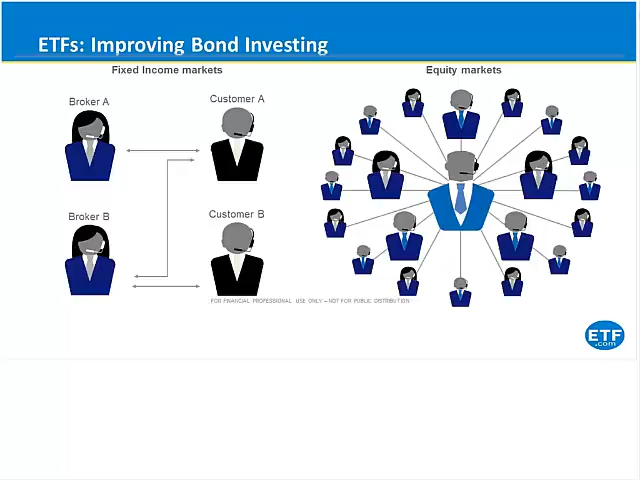 ETFs: Improving Bond Investing
Fixed Income markets
Equity markets
Broker A
Customer A
Broker B
Customer B
FOR FINANCIAL PROFESSIONAL USE ONLY – NOT FOR PUBLIC DISTRIBUTION
ETF
.com